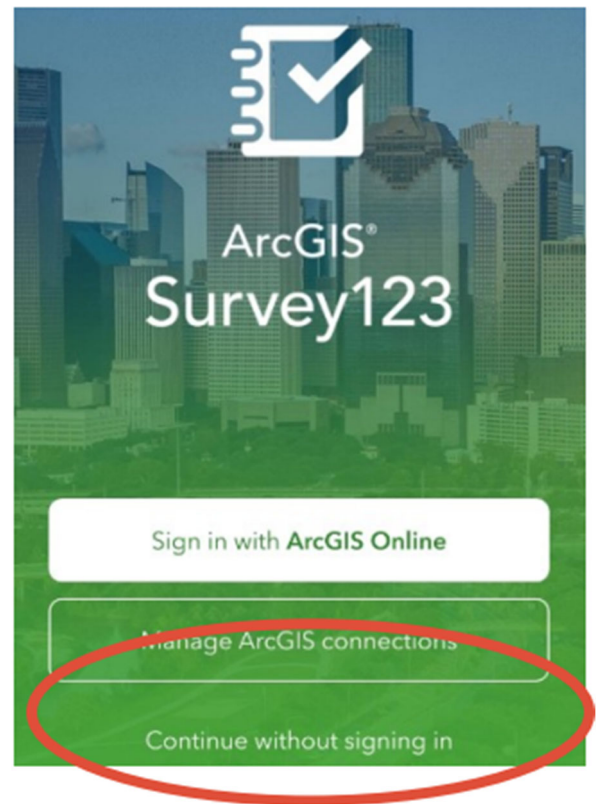 ArcGIS®
Survey123
Sign in with ArcGIS Online
Manage ArcGIS connections
Continue without signing in